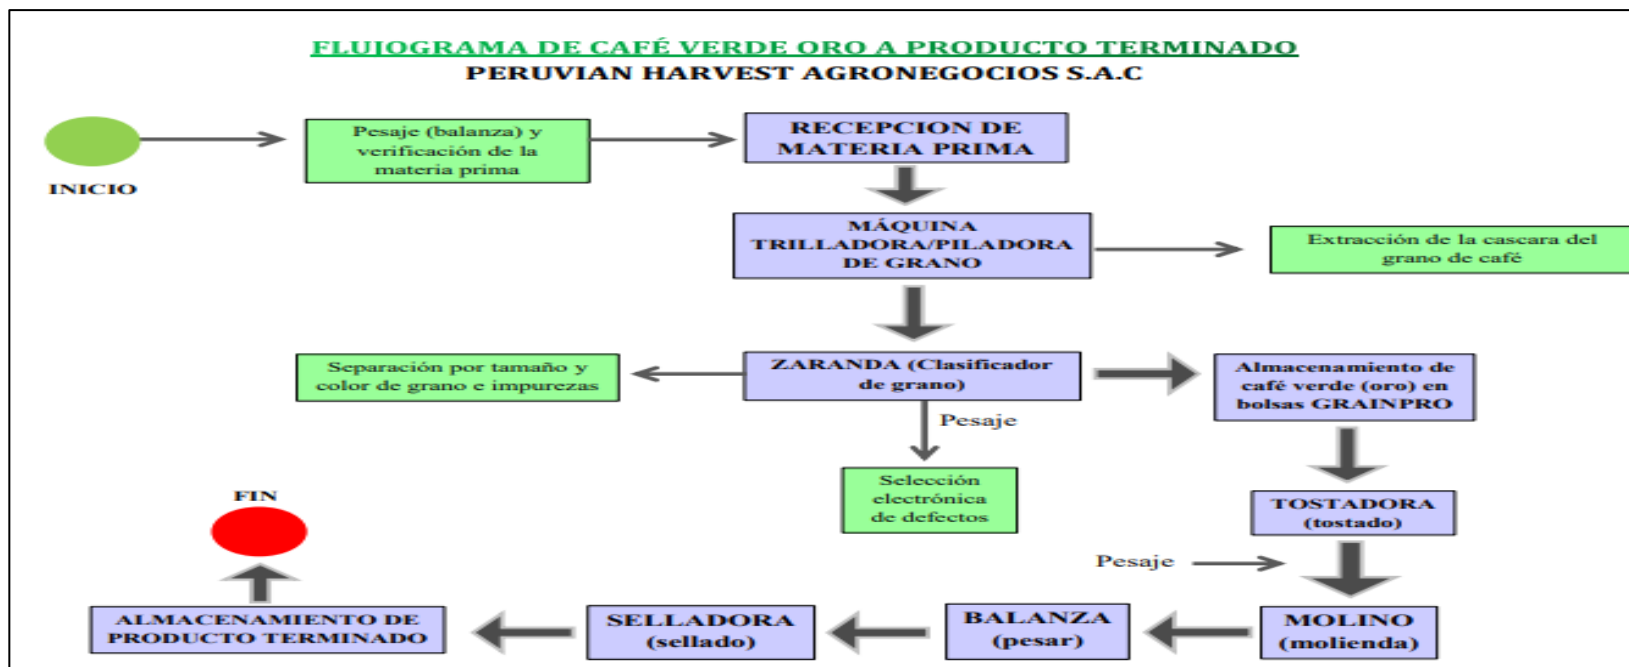 FLUJOGRAMA DE CAFÉ VERDE ORO A PRODUCTO TERMINADO
PERUVIAN HARVEST AGRONEGOCIOS S.A.C
INICIO
Pesaje (balanza) y
verificación de la
materia prima
RECEPCION DE
MATERIA PRIMA
MÁQUINA
TRILLADORA/PILADORA
DE GRANO
Extracción de la cascara del
grano de café
Separación por tamaño y
color de grano e impurezas
ZARANDA (Clasificador
de grano)
Almacenamiento de
café verde (oro) en
bolsas GRAINPRO
Pesaje
Selección
electrónica
de defectos
TOSTADORA
(tostado)
Pesaje
MOLINO
(molienda)
BALANZA
(pesar)
SELLADORA
(sellado)
ALMACENAMIENTO DE
PRODUCTO TERMINADO
FIN